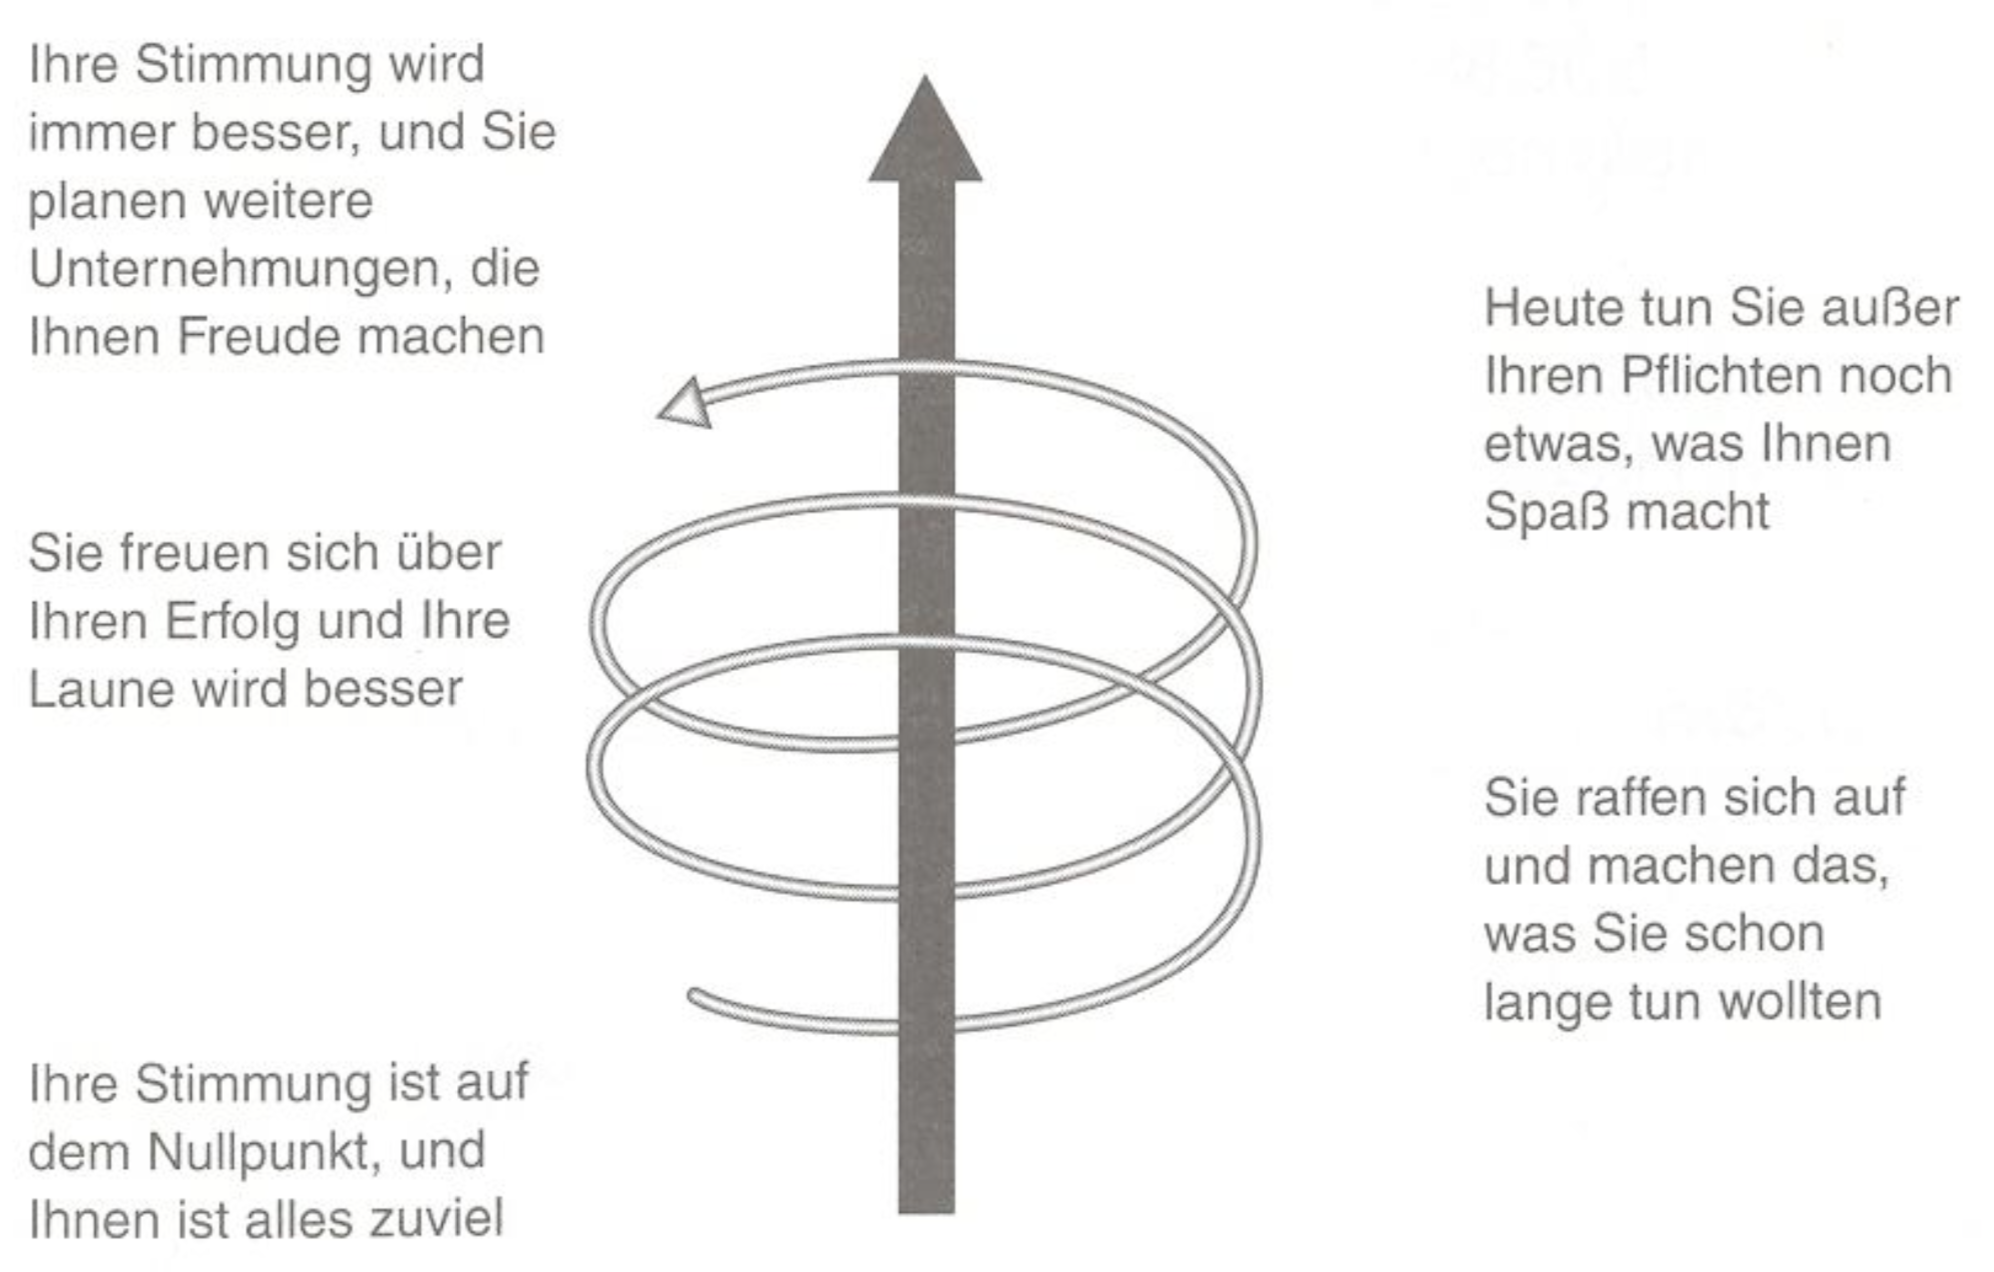 Ihre Stimmung wird
immer besser, und Sie
planen weitere
Unternehmungen, die
Ihnen Freude machen
Heute tun Sie außer
Ihren Pflichten noch
etwas, was Ihnen
Spaß macht
Sie freuen sich über
Ihren Erfolg und Ihre
Laune wird besser
Sie raffen sich auf
und machen das,
was Sie schon
lange tun wollten
Ihre Stimmung ist auf
dem Nullpunkt, und
Ihnen ist alles zuviel